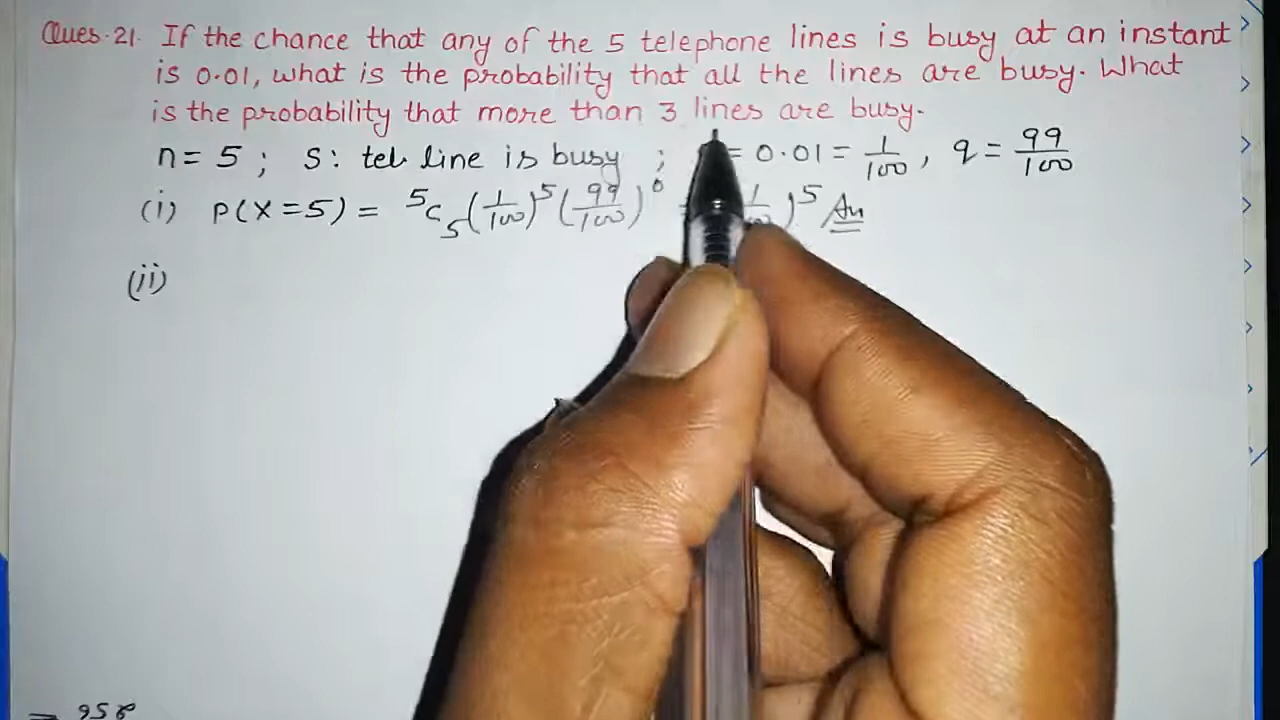 Ques. 21. If the chance that any of the 5 telephone lines is busy at an instant
is 0.01, what is the probability that all the lines are busy. What
is the probability that more than 3 lines are busy.
n = 5 ; S : tel. line is busy ; = 0.01 = 1/100 , q = 99/100
(i) P(X = 5) = ⁵C₅ (1/100)⁵ (99/100)⁰ )⁵ An
(ii)